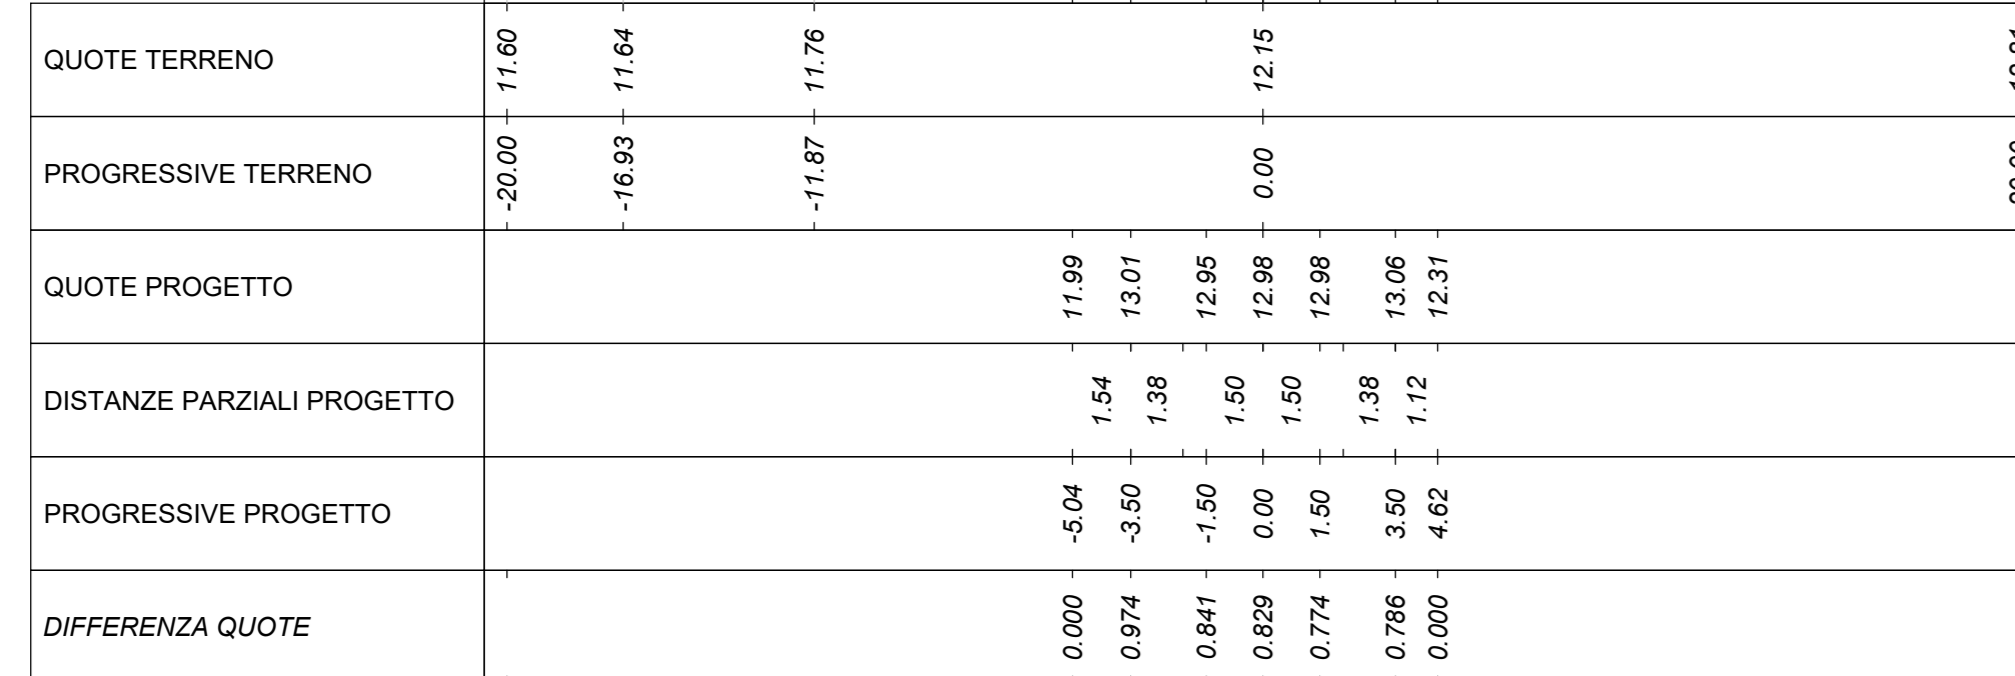 QUOTE TERRENO 11.60 11.64 11.76 12.15
PROGRESSIVE TERRENO -20.00 -16.93 -11.87 0.00
QUOTE PROGETTO 11.99 13.01 12.95 12.98 12.98 13.06 12.31
DISTANZE PARZIALI PROGETTO 1.54 1.38 1.50 1.50 1.38 1.12
PROGRESSIVE PROGETTO -5.04 -3.50 -1.50 0.00 1.50 3.50 4.62
DIFFERENZA QUOTE 0.000 0.974 0.841 0.829 0.774 0.786 0.000